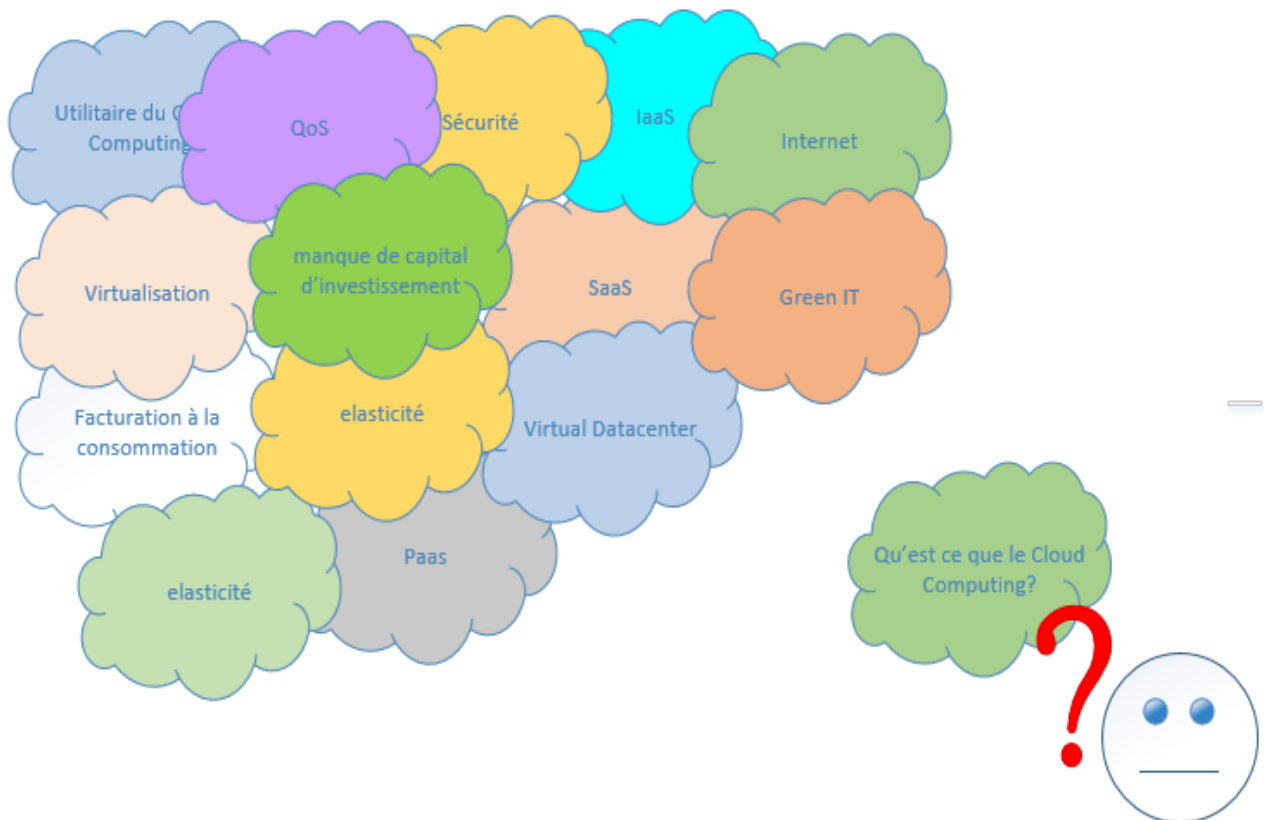 Utilitaire du
Computing
QoS
Sécurité
IaaS
Internet
Virtualisation
manque de capital
d'investissement
SaaS
Green IT
Facturation à la
consommation
elasticité
Virtual Datacenter
elasticité
Paas
Qu'est ce que le Cloud
Computing?
?